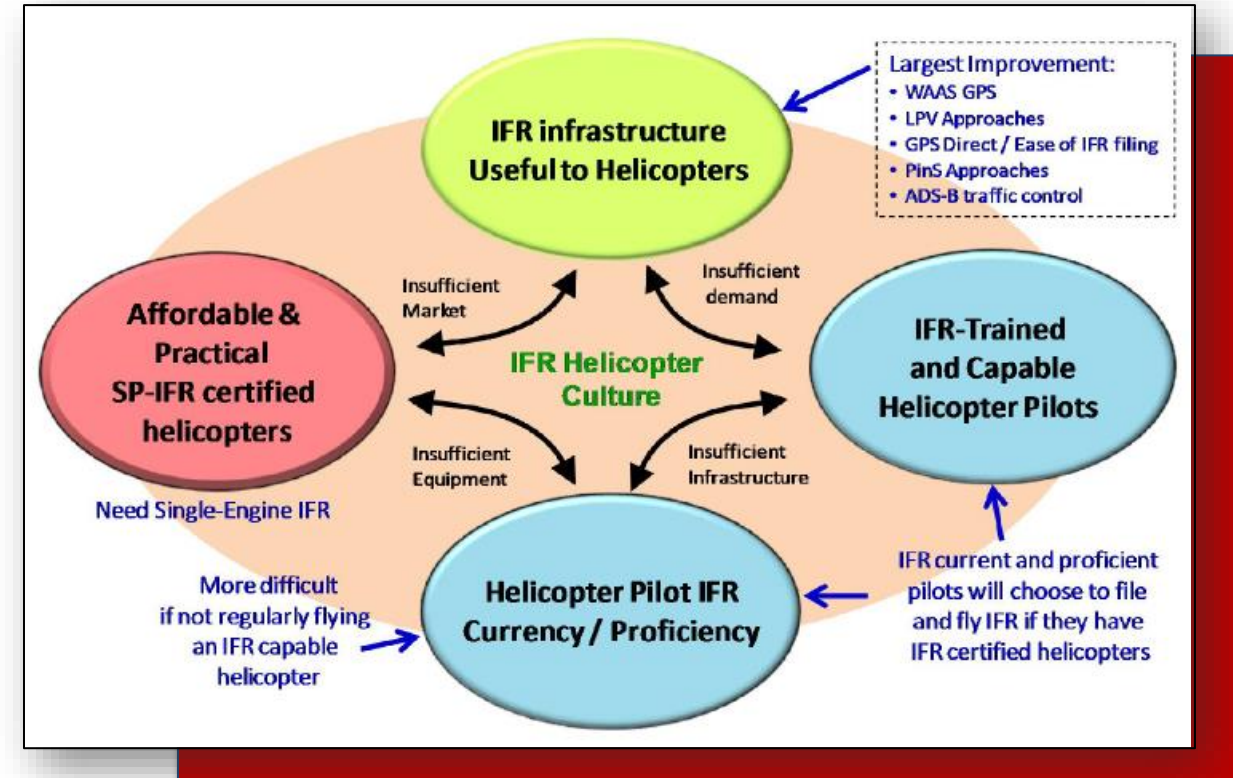 Largest Improvement:
• WAAS GPS
• LPV Approaches
• GPS Direct / Ease of IFR filing
• PinS Approaches
• ADS-B traffic control
IFR infrastructure
Useful to Helicopters
Insufficient
Market
Insufficient
demand
Affordable &
Practical
SP-IFR certified
helicopters
IFR Helicopter
Culture
IFR-Trained
and Capable
Helicopter Pilots
Insufficient
Equipment
Insufficient
Infrastructure
Need Single-Engine IFR
More difficult
if not regularly flying
an IFR capable
helicopter
Helicopter Pilot IFR
Currency / Proficiency
IFR current and proficient
pilots will choose to file
and fly IFR if they have
IFR certified helicopters